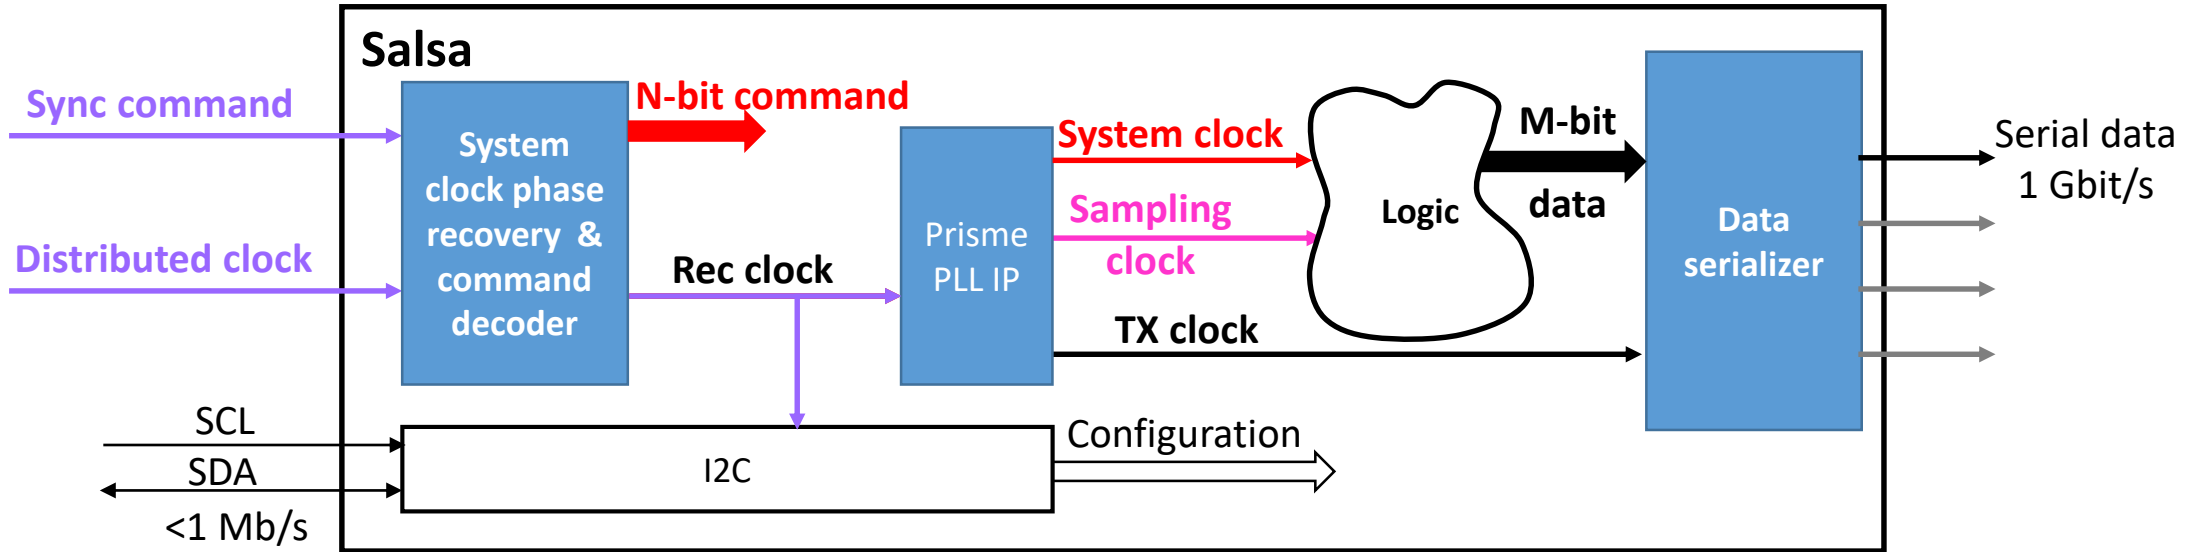 Salsa
Sync command
Distributed clock
System
clock phase
recovery &
command
decoder
N-bit command
Rec clock
Prisme
PLL IP
System clock
Sampling
clock
TX clock
Logic
M-bit
data
Data
serializer
Serial data
1 Gbit/s
SCL
SDA
<1 Mb/s
I2C
Configuration